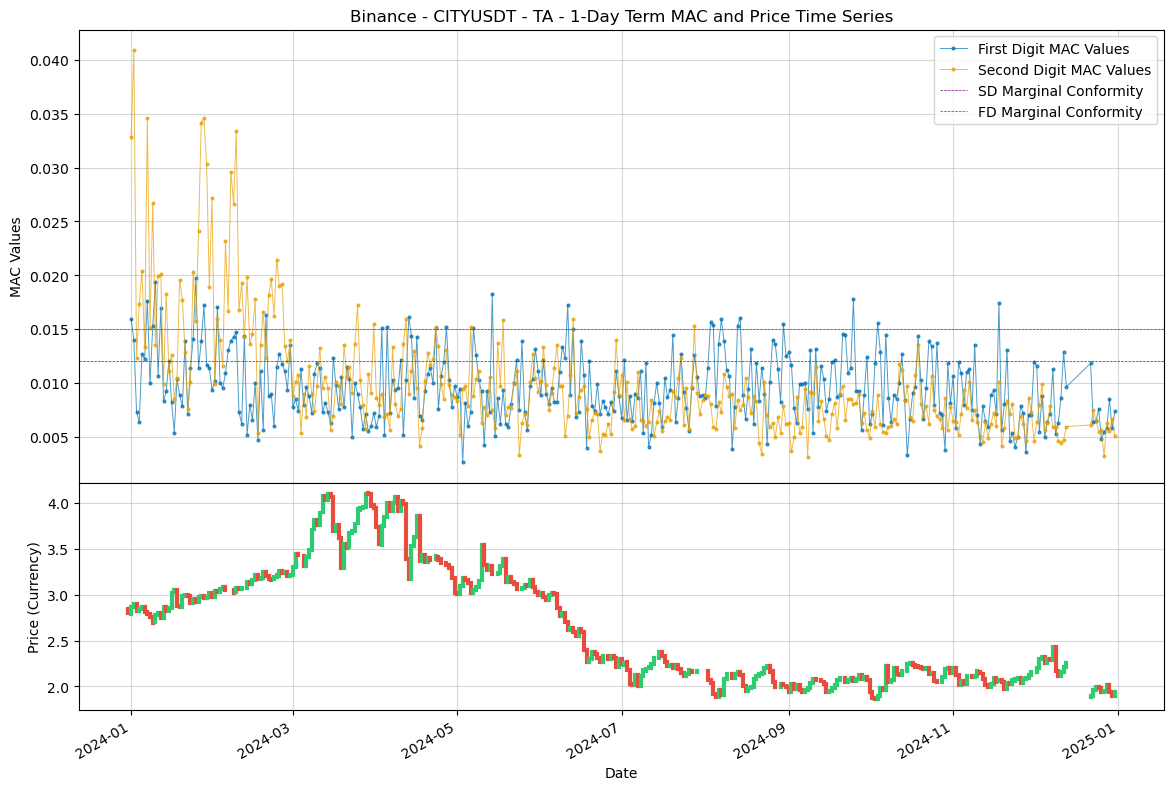 Binance - CITYUSDT - TA - 1-Day Term MAC and Price Time Series
First Digit MAC Values
Second Digit MAC Values
SD Marginal Conformity
FD Marginal Conformity
MAC Values
0.040
0.035
0.030
0.025
0.020
0.015
0.010
0.005
Price (Currency)
4.0
3.5
3.0
2.5
2.0
2024-01
2024-03
2024-05
2024-07
2024-09
2024-11
2025-01
Date